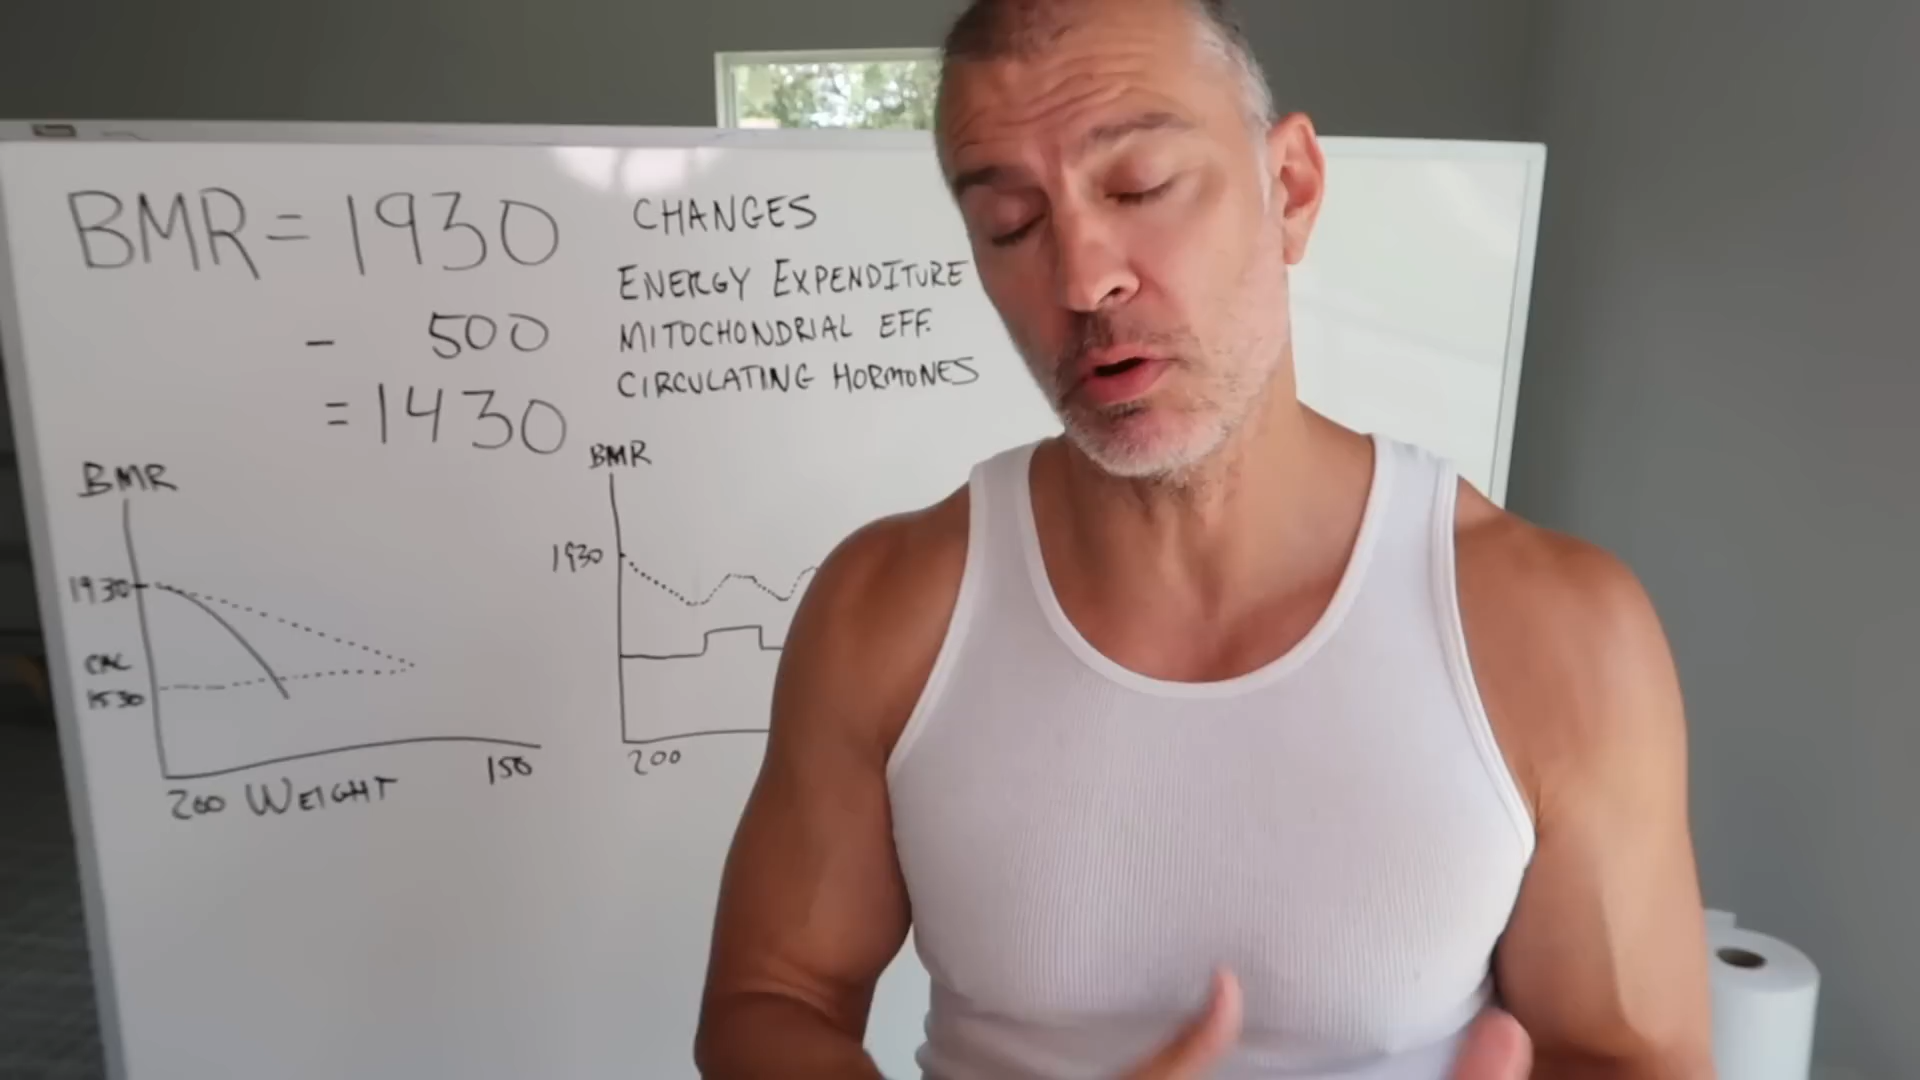 BMR = 1930
- 500
= 1430
CHANGES
ENERGY EXPENDITURE
MITOCHONDRIAL EFF.
CIRCULATING HORMONES
BMR
1930
CAL
1530
200 WEIGHT 150
BMR
1930
200